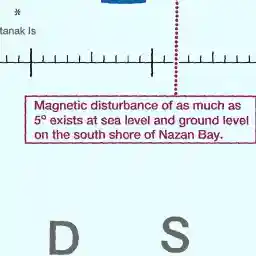 tanak Is
Magnetic disturbance of as much as
5° exists at sea level and ground level
on the south shore of Nazan Bay.
D S